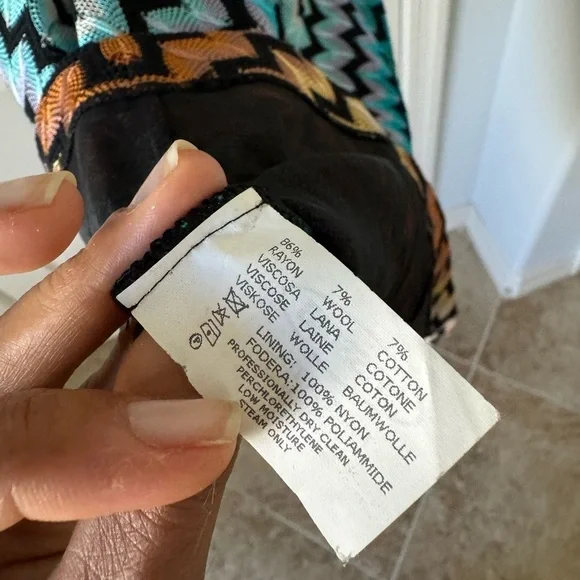 86% 7% 7%
RAYON WOOL COTTON
VISCOSA LANA COTONE
VISCOSE LAINE COTON
VISKOSE WOLLE BAUMWOLLE
LINING: 100% NYON
FODERA:100% POLIAMMIDE
PROFESSIONALLY DRY CLEAN
PERCHLORETHYLENE
LOW MOISTURE
STEAM ONLY